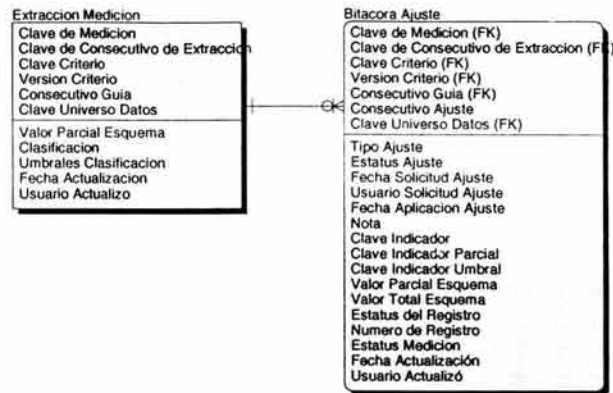 Extraccion Medicion
Clave de Medicion
Clave de Consecutivo de Extraccion
Clave Criterio
Version Criterio
Consecutivo Guia
Clave Universo Datos
Valor Parcial Esquema
Clasificacion
Umbrales Clasificacion
Fecha Actualizacion
Usuario Actualizo
Bitacora Ajuste
Clave de Medicion (FK)
Clave de Consecutivo de Extraccion (FK)
Clave Criterio (FK)
Version Criterio (FK)
Consecutivo Guia (FK)
Consecutivo Ajuste
Clave Universo Datos (FK)
Tipo Ajuste
Estatus Ajuste
Fecha Solicitud Ajuste
Usuario Solicitud Ajuste
Fecha Aplicacion Ajuste
Nota
Clave Indicador
Clave Indicador Parcial
Clave Indicador Umbral
Valor Parcial Esquema
Valor Total Esquema
Estatus del Registro
Numero de Registro
Estatus Medicion
Fecha Actualización
Usuario Actualizó